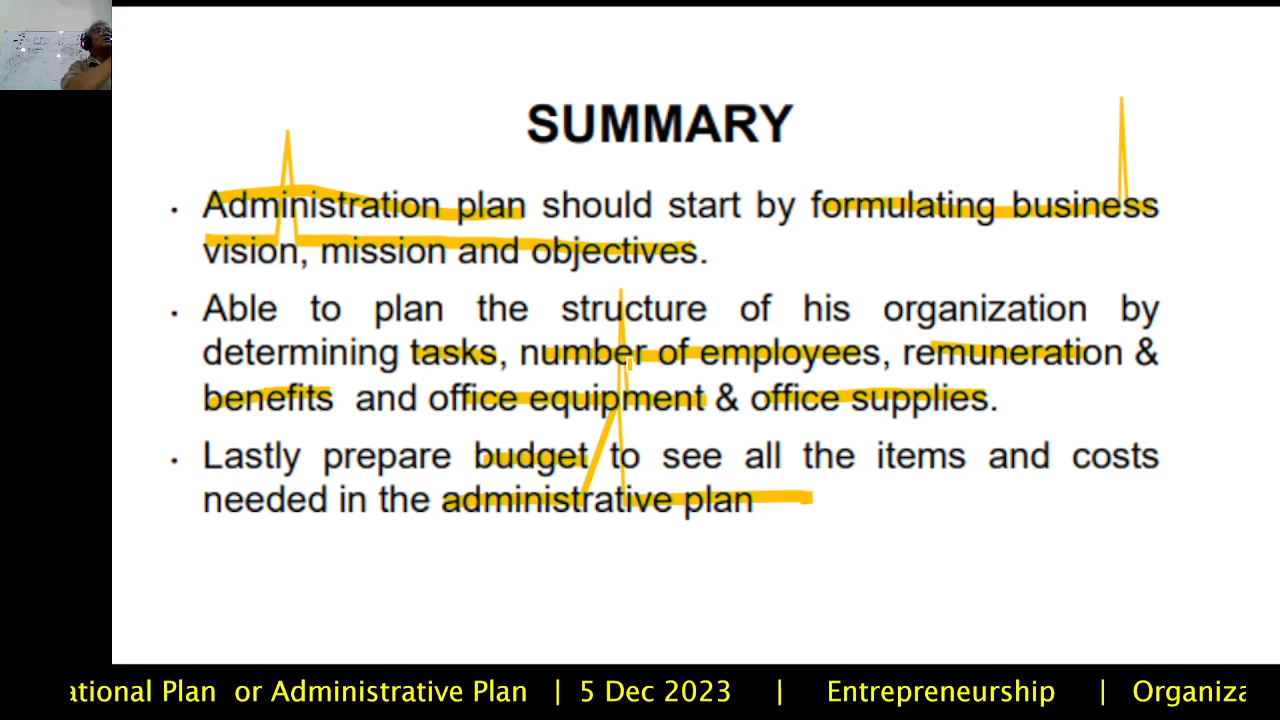 SUMMARY
· Administration plan should start by formulating business
vision, mission and objectives.
· Able to plan the structure of his organization by
determining tasks, number of employees, remuneration &
benefits and office equipment & office supplies.
· Lastly prepare budget to see all the items and costs
needed in the administrative plan
ational Plan or Administrative Plan | 5 Dec 2023 | Entrepreneurship | Organiza